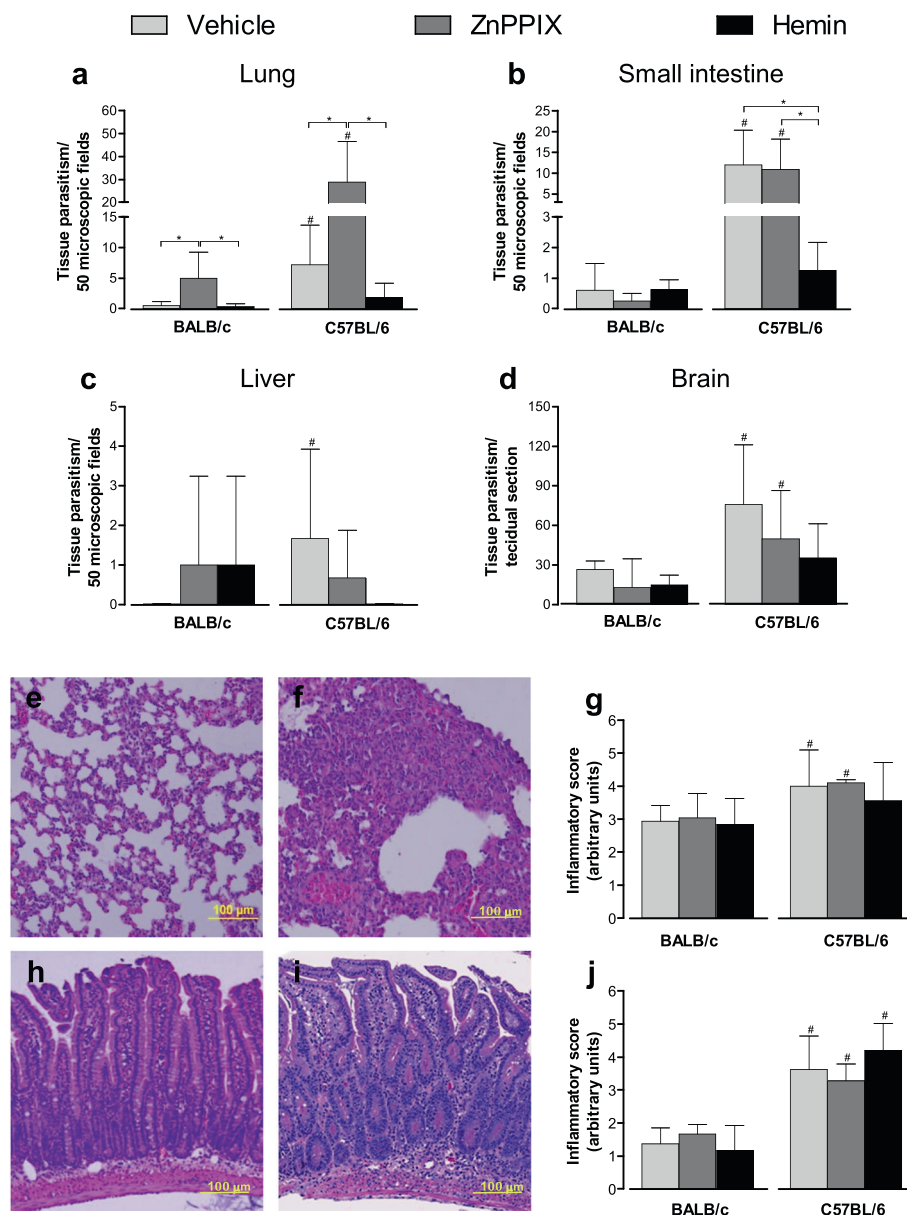 Vehicle ZnPPIX Hemin
a Lung
Tissue parasitism/
50 microscopic fields
60
50
40
30
20
15
10
5
0
* * # * * #
BALB/c C57BL/6
b Small intestine
Tissue parasitism/
50 microscopic fields
25
20
15
10
5
3
2
1
0
* * # #
BALB/c C57BL/6
c Liver
Tissue parasitism/
50 microscopic fields
5
4
3
2
1
0
#
BALB/c C57BL/6
d Brain
Tissue parasitism/
tecidual section
150
120
90
60
30
0
# #
BALB/c C57BL/6
e
100 µm
f
100 µm
g
Inflammatory score
(arbitrary units)
6
5
4
3
2
1
0
# #
BALB/c C57BL/6
h
100 µm
i
100 µm
j
Inflammatory score
(arbitrary units)
6
5
4
3
2
1
0
# # #
BALB/c C57BL/6